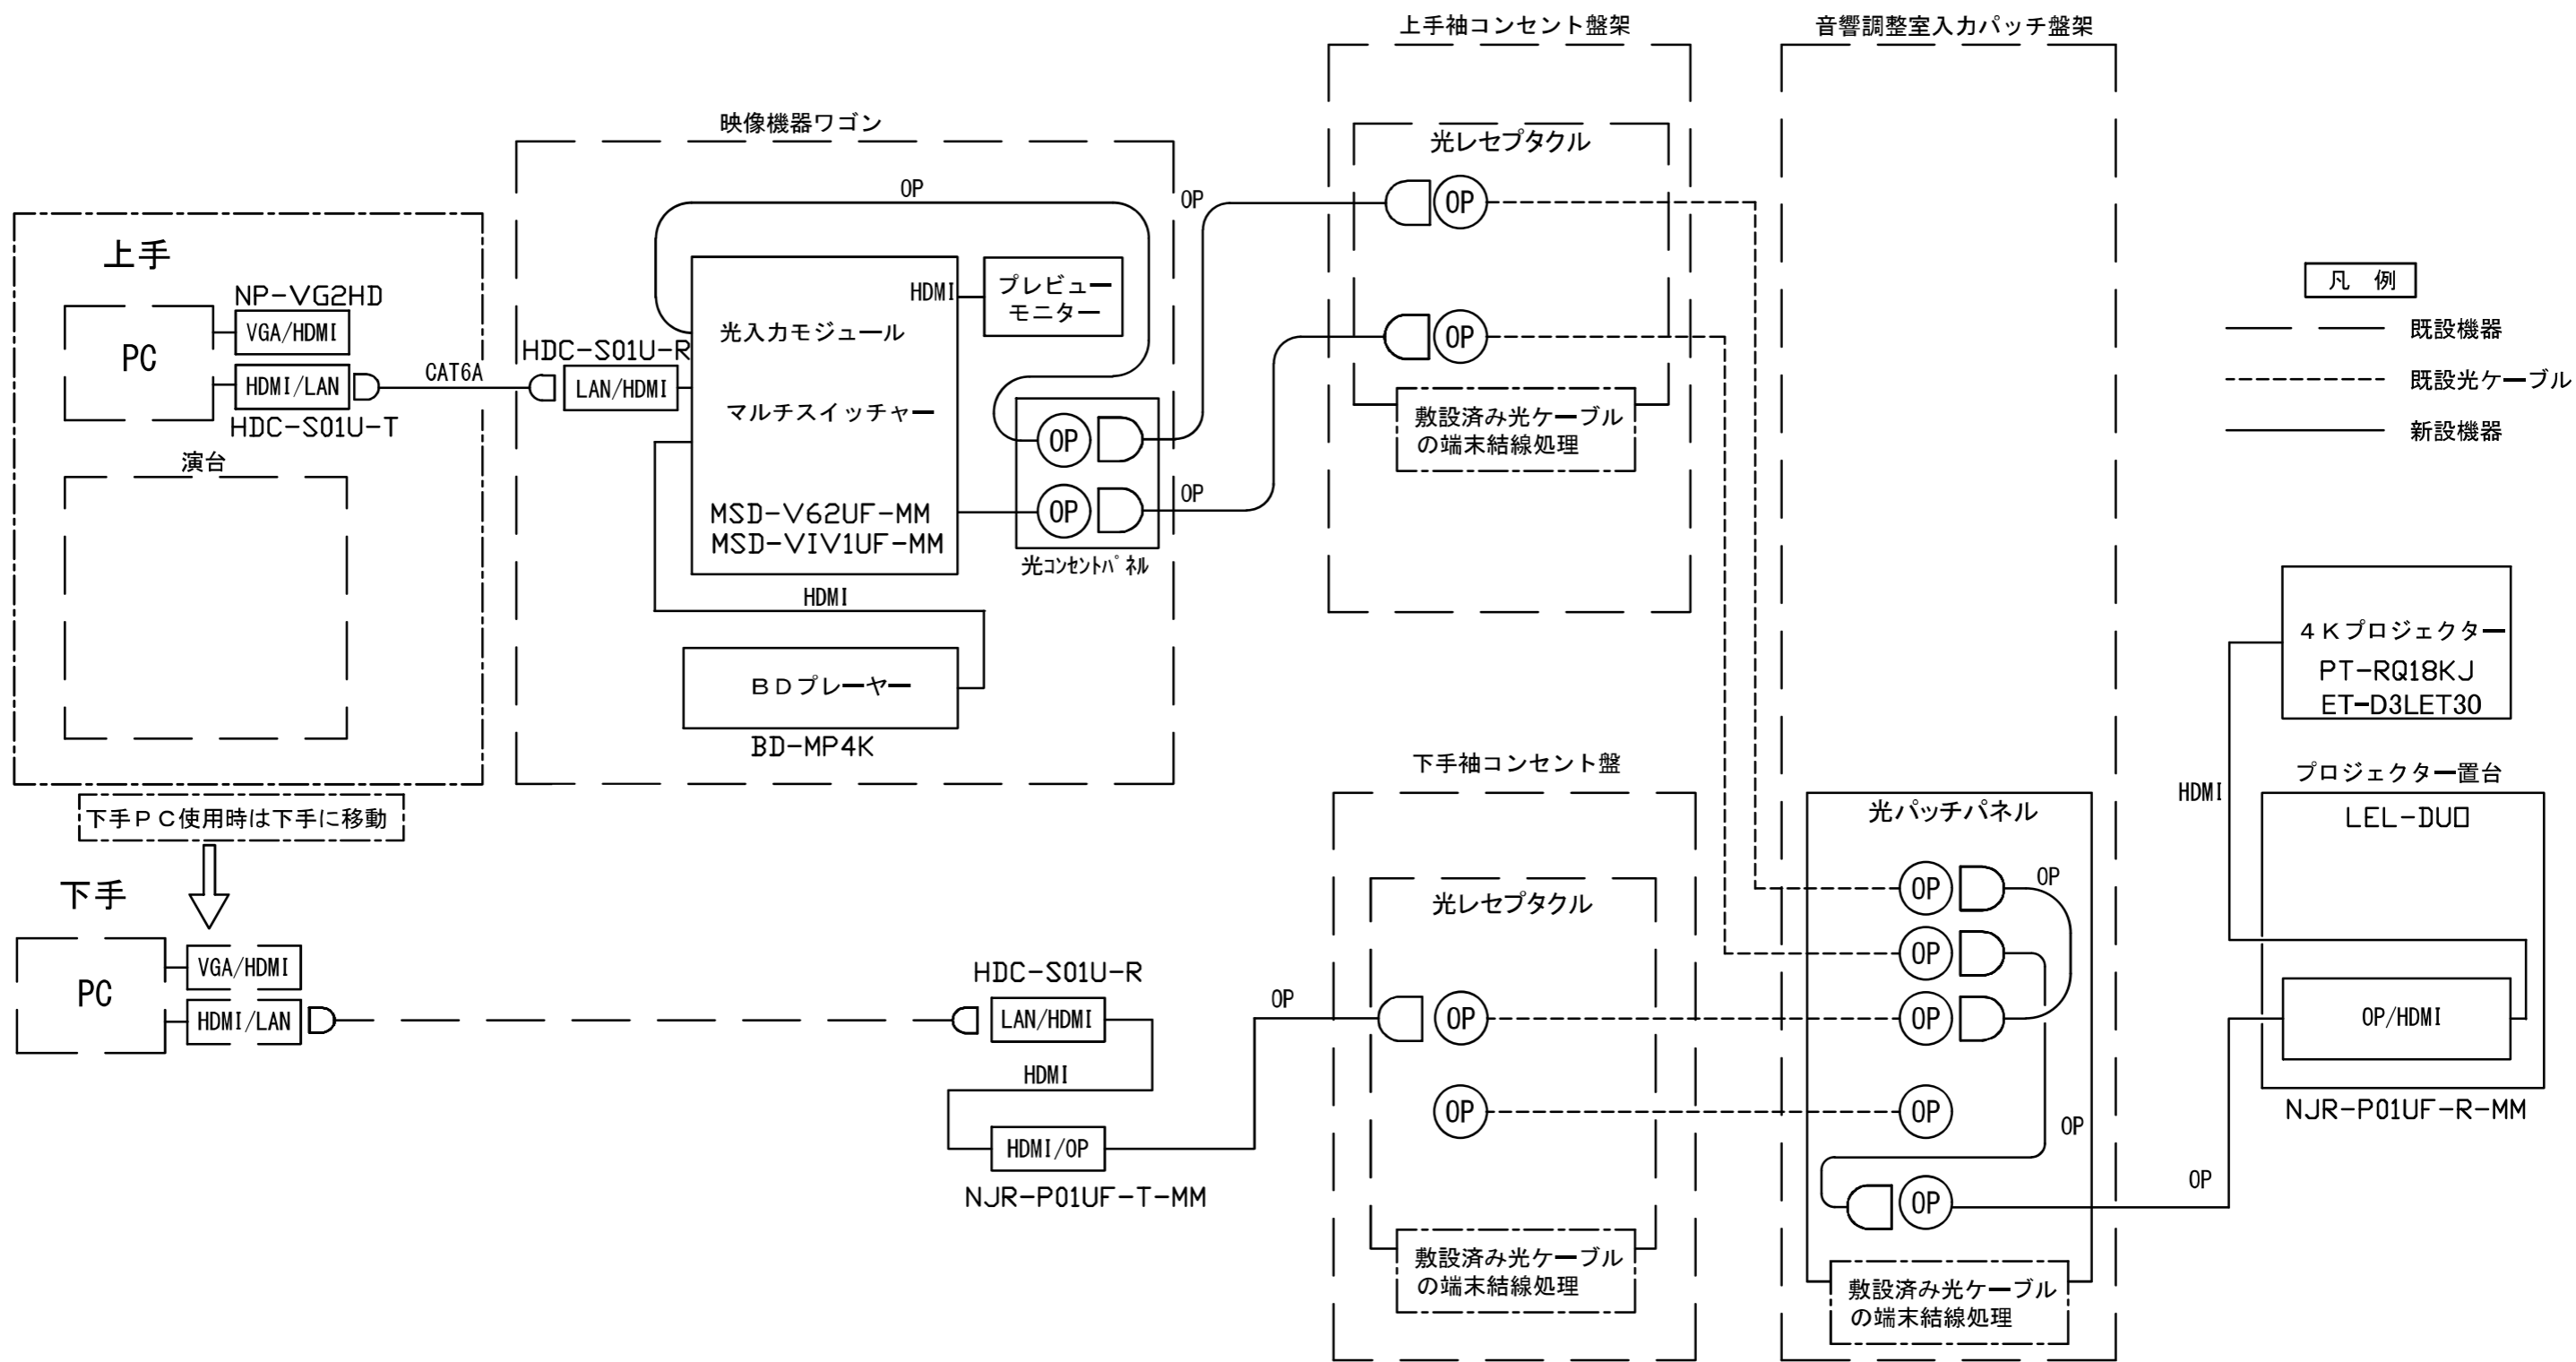 上手袖コンセント盤架
音響調整室入力パッチ盤架
映像機器ワゴン
光レセプタクル
OP
OP
OP
OP
上手
NP-VG2HD
VGA/HDMI
PC
HDMI/LAN
HDC-S01U-T
CAT6A
演台
HDC-S01U-R
LAN/HDMI
光入力モジュール
マルチスイッチャー
MSD-V62UF-MM
MSD-VIV1UF-MM
HDMI
プレビュー
モニター
OP
OP
OP
光コンセントパネル
HDMI
BDプレーヤー
BD-MP4K
敷設済み光ケーブル
の端末結線処理
凡 例
既設機器
既設光ケーブル
新設機器
4Kプロジェクター
PT-RQ18KJ
ET-D3LET30
プロジェクター置台
LEL-DUO
HDMI
OP/HDMI
NJR-P01UF-R-MM
OP
下手PC使用時は下手に移動
下手
PC
VGA/HDMI
HDMI/LAN
HDC-S01U-R
LAN/HDMI
HDMI
HDMI/OP
NJR-P01UF-T-MM
OP
下手袖コンセント盤
光レセプタクル
OP
OP
敷設済み光ケーブル
の端末結線処理
光パッチパネル
OP
OP
OP
OP
OP
OP
OP
敷設済み光ケーブル
の端末結線処理